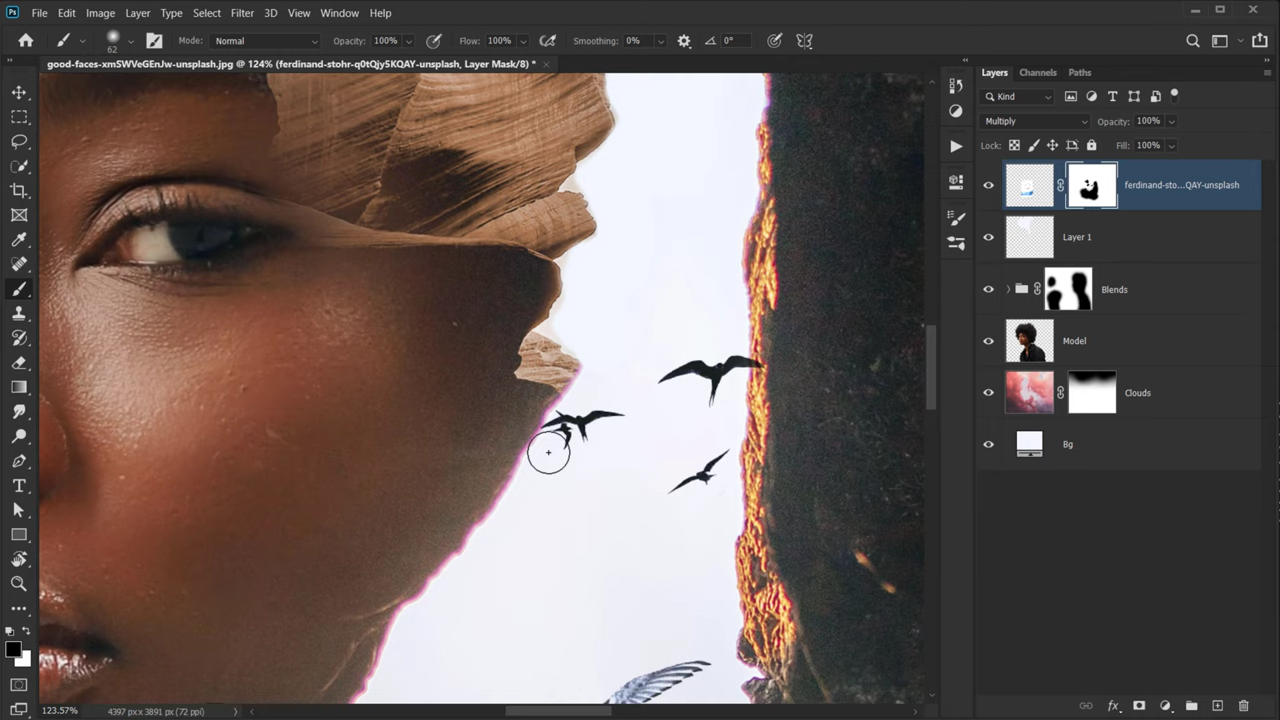 Ps File Edit Image Layer Type Select Filter 3D View Window Help
62 Mode: Normal Opacity: 100% Flow: 100% Smoothing: 0% 0°
good-faces-xmSWVeGEnJw-unsplash.jpg @ 124% (ferdinand-stohr-q0tQjy5KQAY-unsplash, Layer Mask/8) *
Layers Channels Paths
Kind
Multiply Opacity: 100%
Lock: Fill: 100%
ferdinand-sto...QAY-unsplash
Layer 1
Blends
Model
Clouds
Bg
fx
123.57% 4397 px x 3891 px (72 ppi)